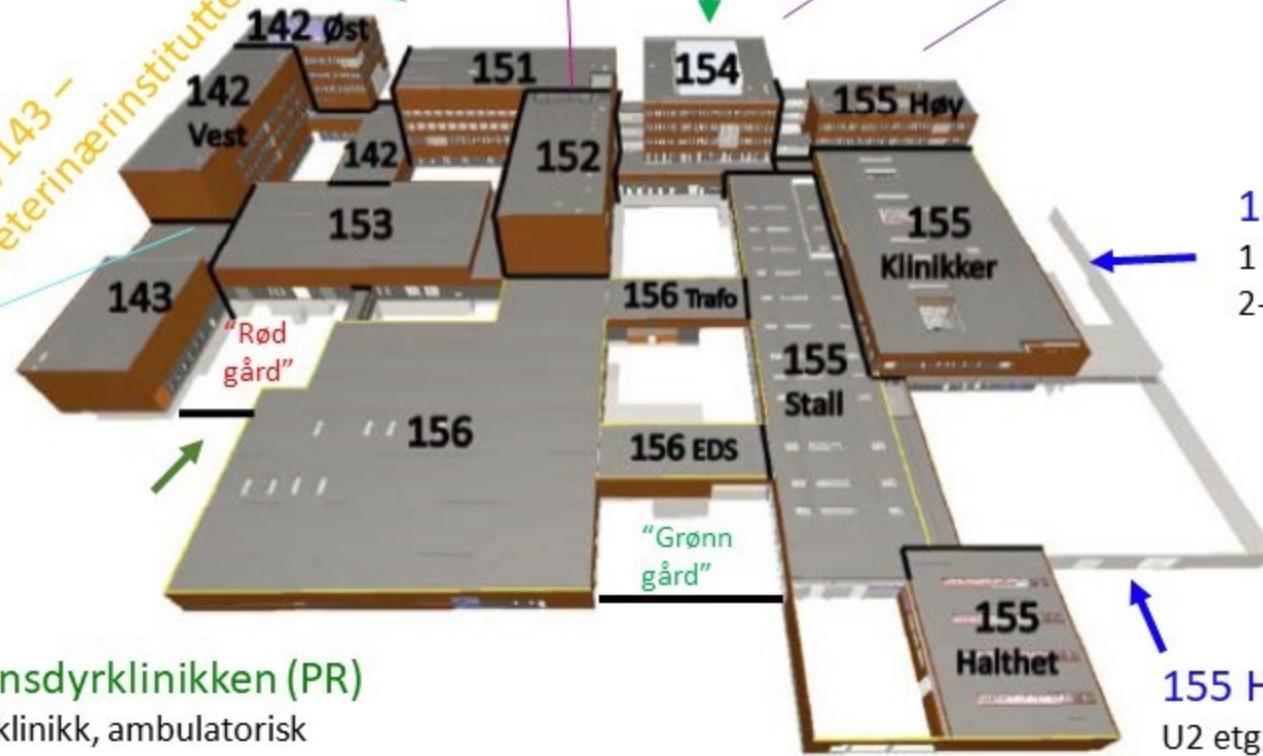 142 Øst
142
Vest
151
154
155 Høy
142
152
153
155
Klinikker
143 –
143
156 Trafo
"Rød
gård"
155
Stall
1
2-
156
156 EDS
"Grønn
gård"
155
Halthet
nsdyrklinikken (PR)
klinikk, ambulatorisk
155 H
U2 etg